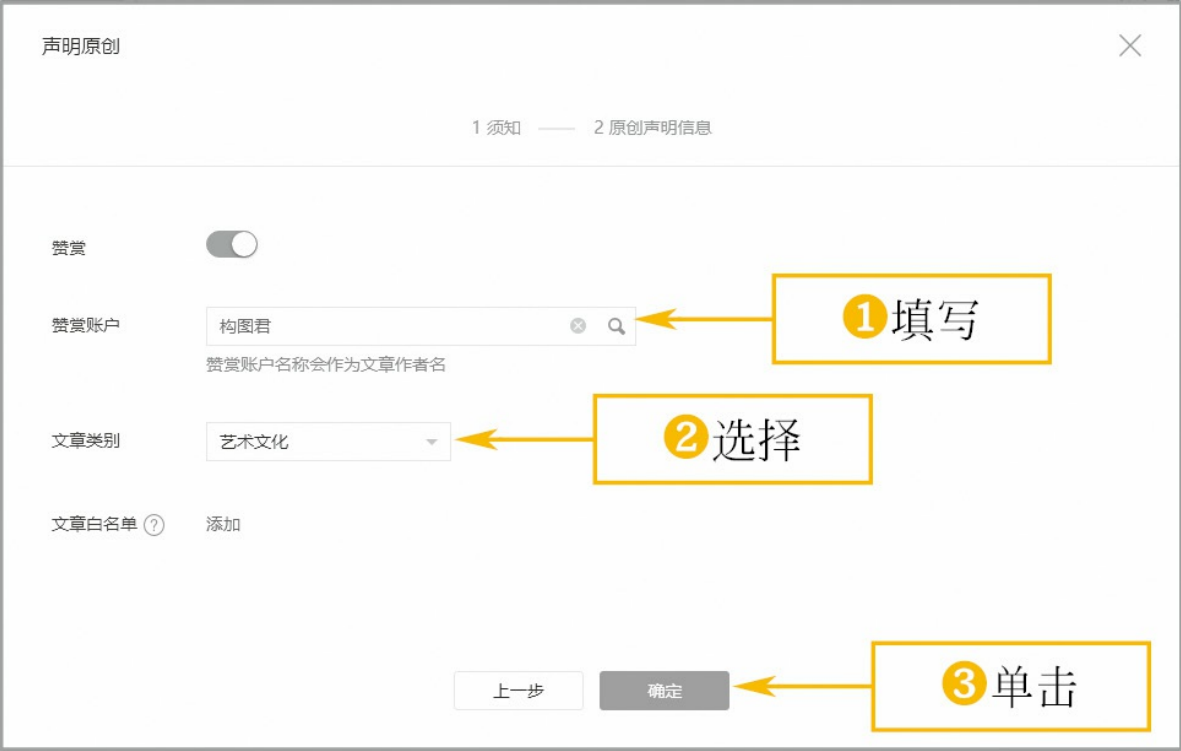 声明原创
1 须知 2 原创声明信息
赞赏
赞赏账户 构图君 ❶填写
赞赏账户名称会作为文章作者名
文章类别 艺术文化 ❷选择
文章白名单 ? 添加
上一步 确定 ❸单击